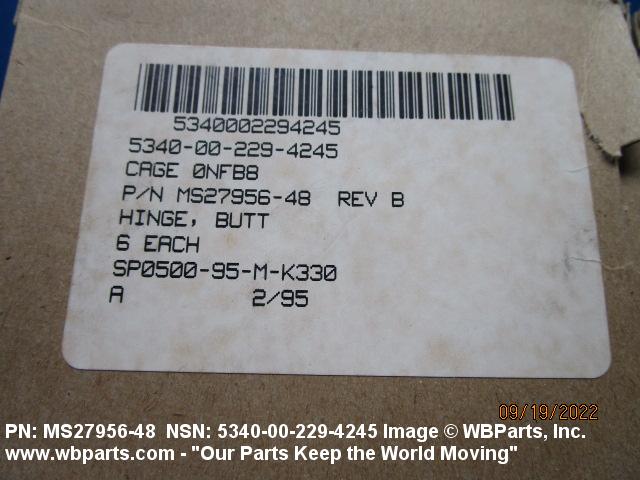 5340002294245
5340-00-229-4245
CAGE 0NFB8
P/N MS27956-48 REV B
HINGE, BUTT
6 EACH
SP0500-95-M-K330
A 2/95
09/19/2022
PN: MS27956-48 NSN: 5340-00-229-4245 Image © WBParts, Inc.
www.wbparts.com - "Our Parts Keep the World Moving"